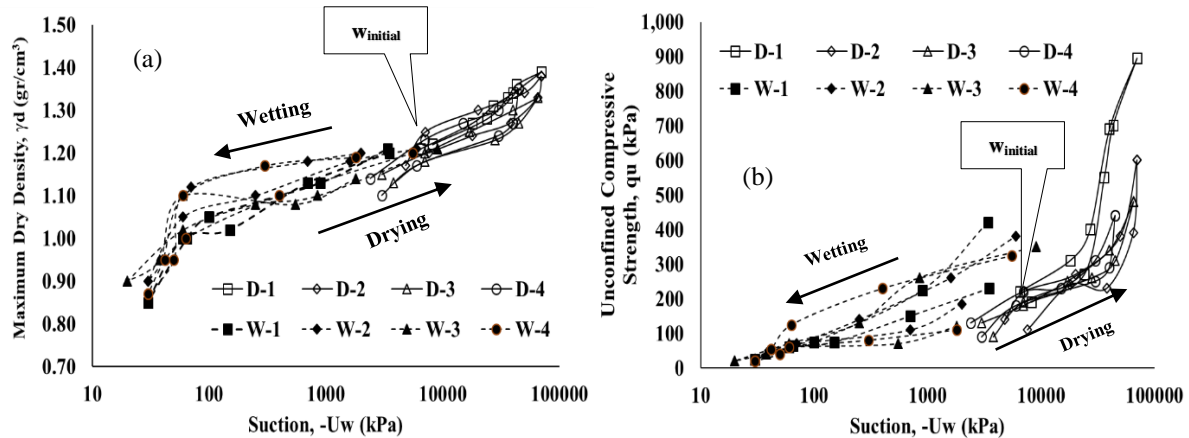 (a)
Maximum Dry Density, γd (gr/cm³)
1.50
1.40
1.30
1.20
1.10
1.00
0.90
0.80
0.70
winitial
Wetting
Drying
D-1 D-2 D-3 D-4
W-1 W-2 W-3 W-4
10 100 1000 10000 100000
Suction, -Uw (kPa)
(b)
Unconfined Compressive
Strength, qu (kPa)
1,000
900
800
700
600
500
400
300
200
100
0
D-1 D-2 D-3 D-4
W-1 W-2 W-3 W-4
winitial
Wetting
Drying
10 100 1000 10000 100000
Suction, -Uw (kPa)